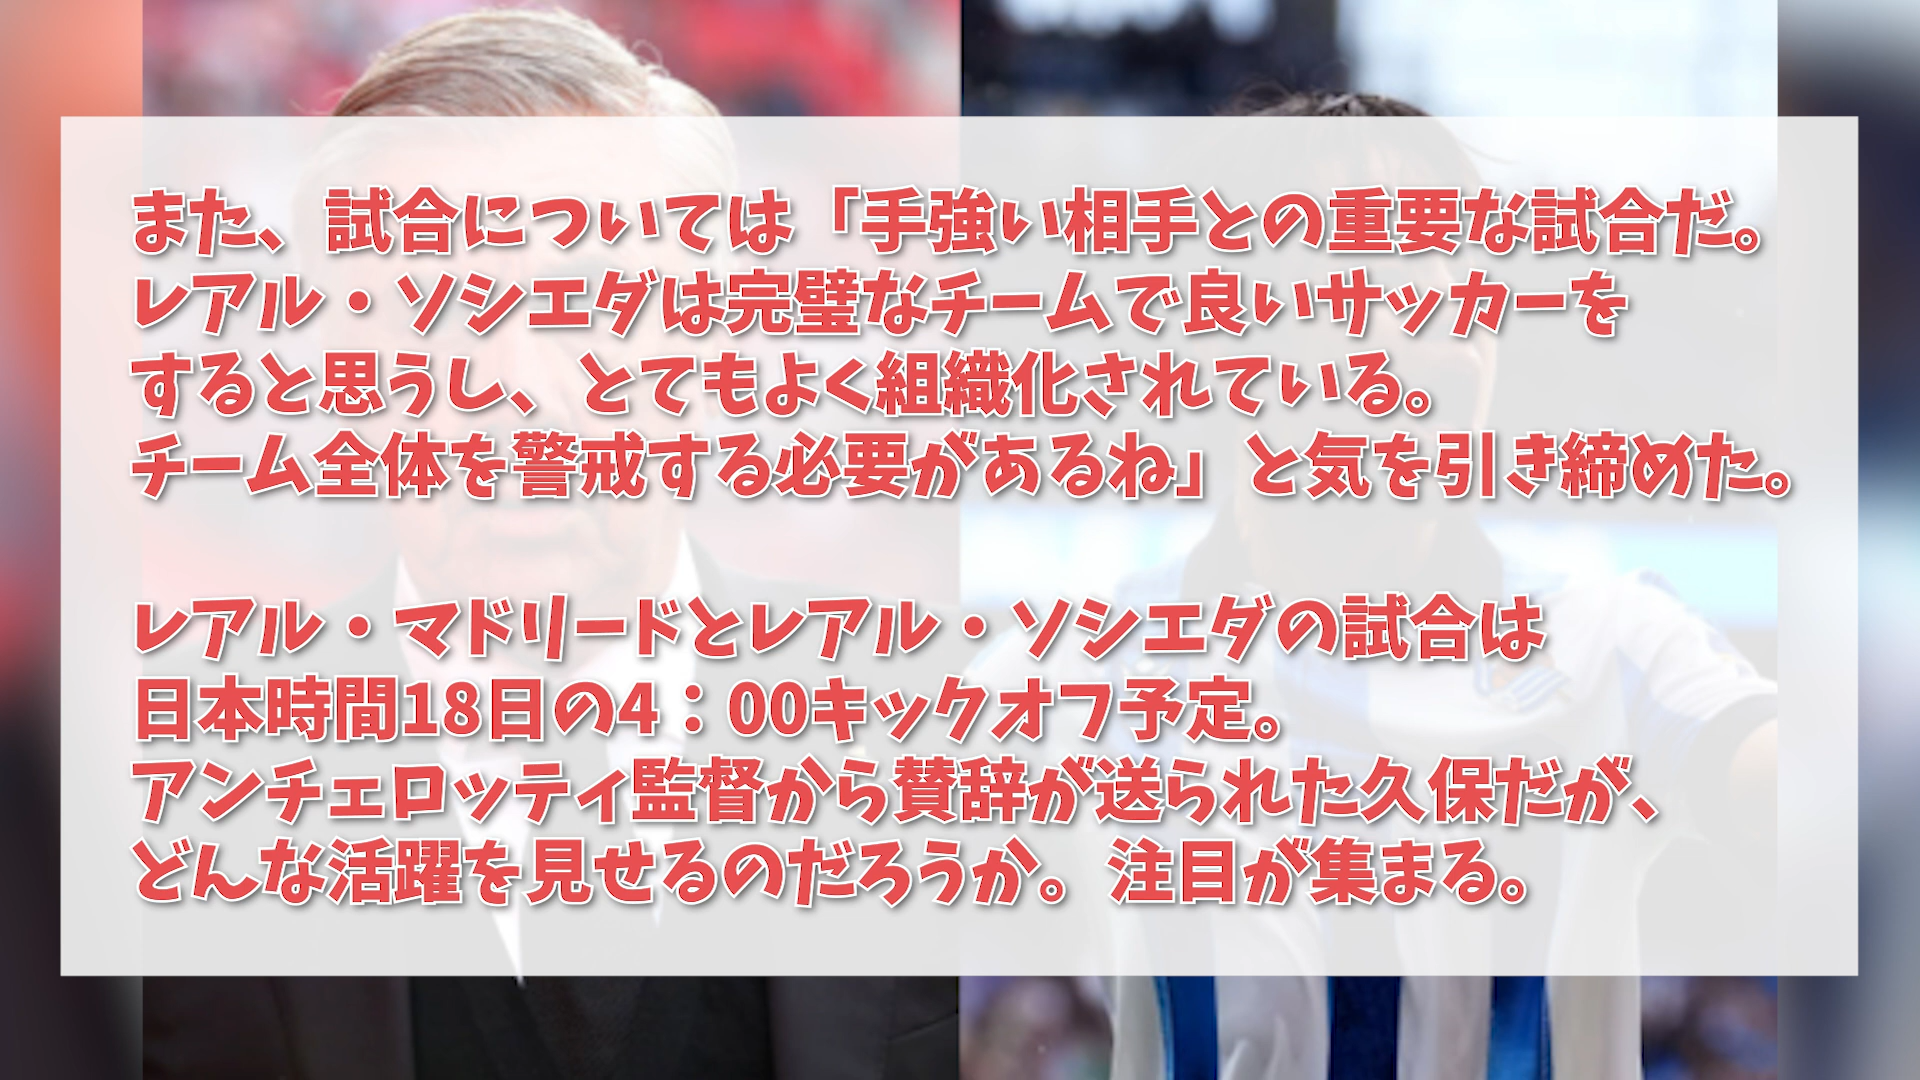 また、試合については「手強い相手との重要な試合だ。
レアル・ソシエダは完璧なチームで良いサッカーを
すると思うし、とてもよく組織化されている。
チーム全体を警戒する必要があるね」と気を引き締めた。
レアル・マドリードとレアル・ソシエダの試合は
日本時間18日の4：00キックオフ予定。
アンチェロッティ監督から賛辞が送られた久保だが、
どんな活躍を見せるのだろうか。注目が集まる。